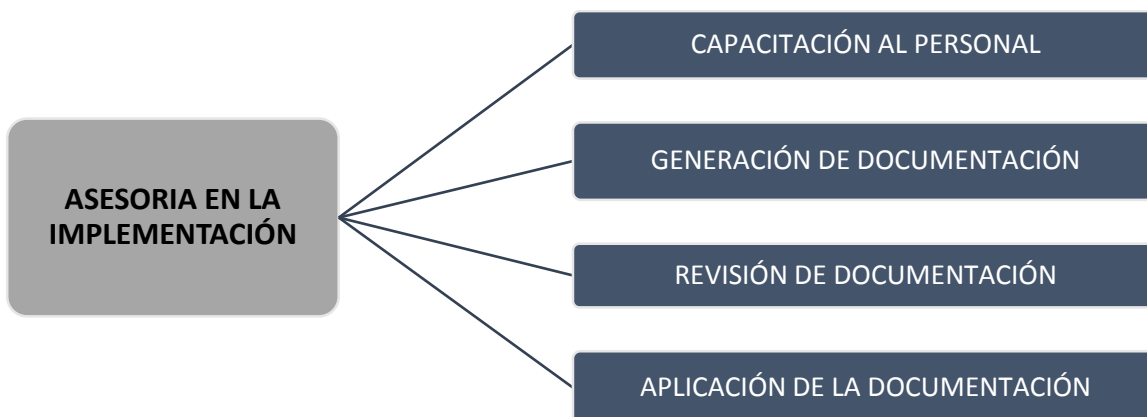 ASESORIA EN LA
IMPLEMENTACIÓN
CAPACITACIÓN AL PERSONAL
GENERACIÓN DE DOCUMENTACIÓN
REVISIÓN DE DOCUMENTACIÓN
APLICACIÓN DE LA DOCUMENTACIÓN